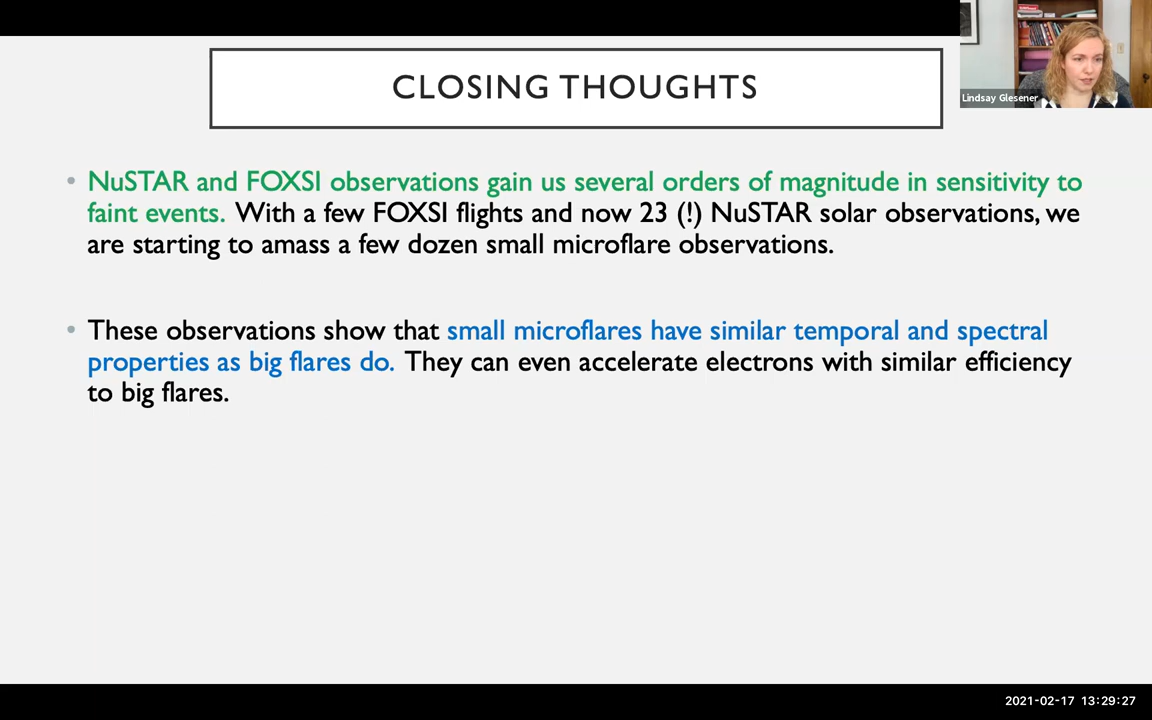 CLOSING THOUGHTS
Lindsay Glesener
• NuSTAR and FOXSI observations gain us several orders of magnitude in sensitivity to
faint events. With a few FOXSI flights and now 23 (!) NuSTAR solar observations, we
are starting to amass a few dozen small microflare observations.
• These observations show that small microflares have similar temporal and spectral
properties as big flares do. They can even accelerate electrons with similar efficiency
to big flares.
2021-02-17 13:29:27